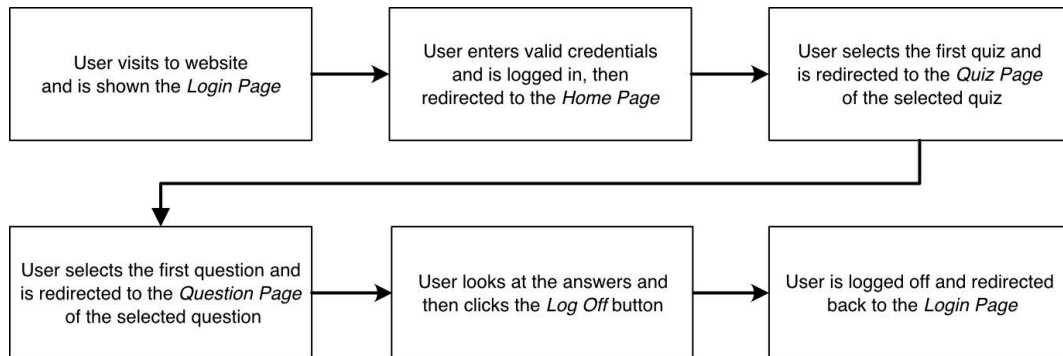 User visits to website
and is shown the Login Page
User enters valid credentials
and is logged in, then
redirected to the Home Page
User selects the first quiz and
is redirected to the Quiz Page
of the selected quiz
User selects the first question and
is redirected to the Question Page
of the selected question
User looks at the answers and
then clicks the Log Off button
User is logged off and redirected
back to the Login Page